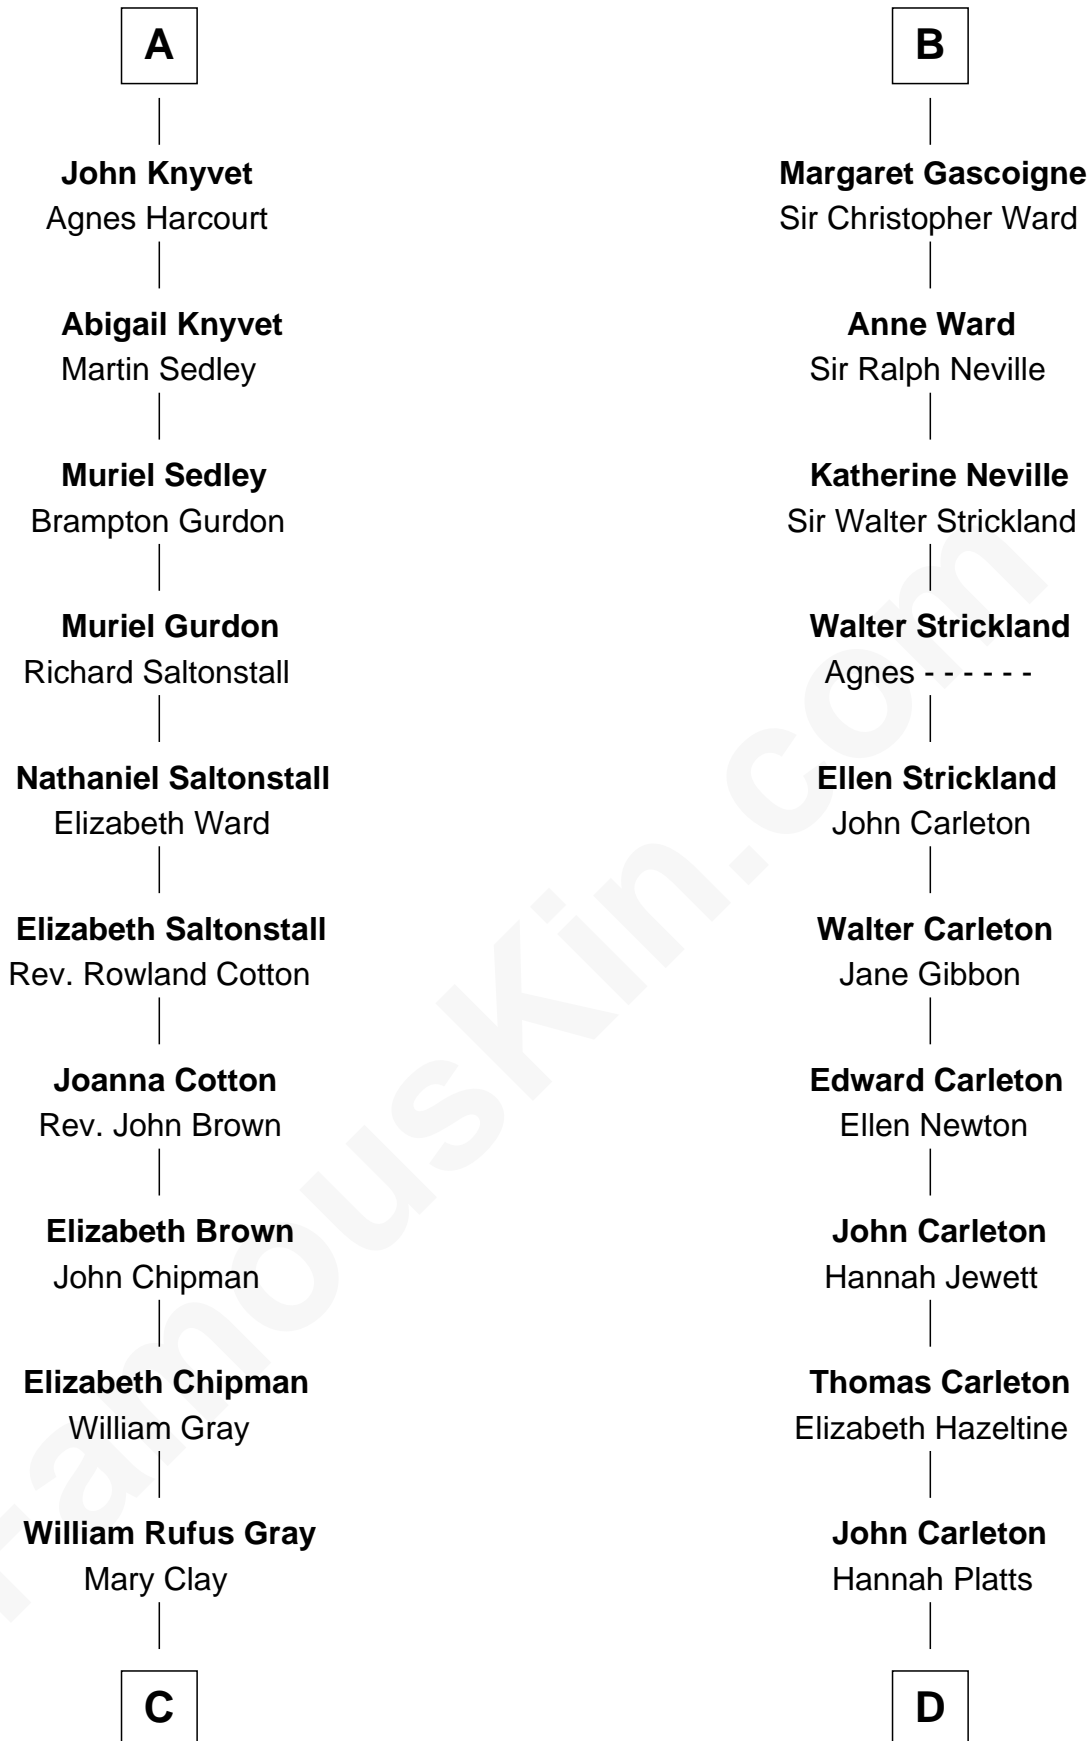 A
John Knyvet
Agnes Harcourt
Abigail Knyvet
Martin Sedley
Muriel Sedley
Brampton Gurdon
Muriel Gurdon
Richard Saltonstall
Nathaniel Saltonstall
Elizabeth Ward
Elizabeth Saltonstall
Rev. Rowland Cotton
Joanna Cotton
Rev. John Brown
Elizabeth Brown
John Chipman
Elizabeth Chipman
William Gray
William Rufus Gray
Mary Clay
C
B
Margaret Gascoigne
Sir Christopher Ward
Anne Ward
Sir Ralph Neville
Katherine Neville
Sir Walter Strickland
Walter Strickland
Agnes - - - - - -
Ellen Strickland
John Carleton
Walter Carleton
Jane Gibbon
Edward Carleton
Ellen Newton
John Carleton
Hannah Jewett
Thomas Carleton
Elizabeth Hazeltine
John Carleton
Hannah Platts
D
FamousKin.com